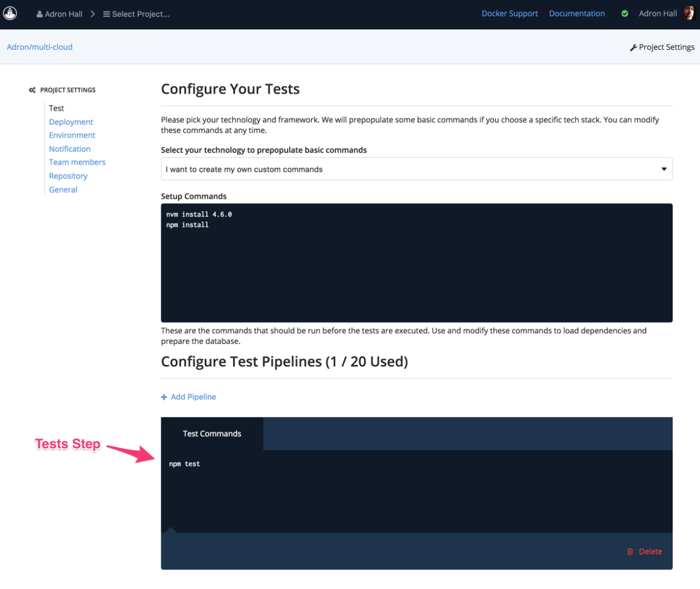 Adron Hall
Select Project...
Docker Support
Documentation
Adron Hall
Adron/multi-cloud
Project Settings
PROJECT SETTINGS
Test
Deployment
Environment
Notification
Team members
Repository
General
Configure Your Tests
Please pick your technology and framework. We will prepopulate some basic commands if you choose a specific tech stack. You can modify
these commands at any time.
Select your technology to prepopulate basic commands
I want to create my own custom commands
Setup Commands
nvm install 4.6.0
npm install
These are the commands that should be run before the tests are executed. Use and modify these commands to load dependencies and
prepare the database.
Configure Test Pipelines (1 / 20 Used)
Add Pipeline
Test Commands
Tests Step
npm test
Delete